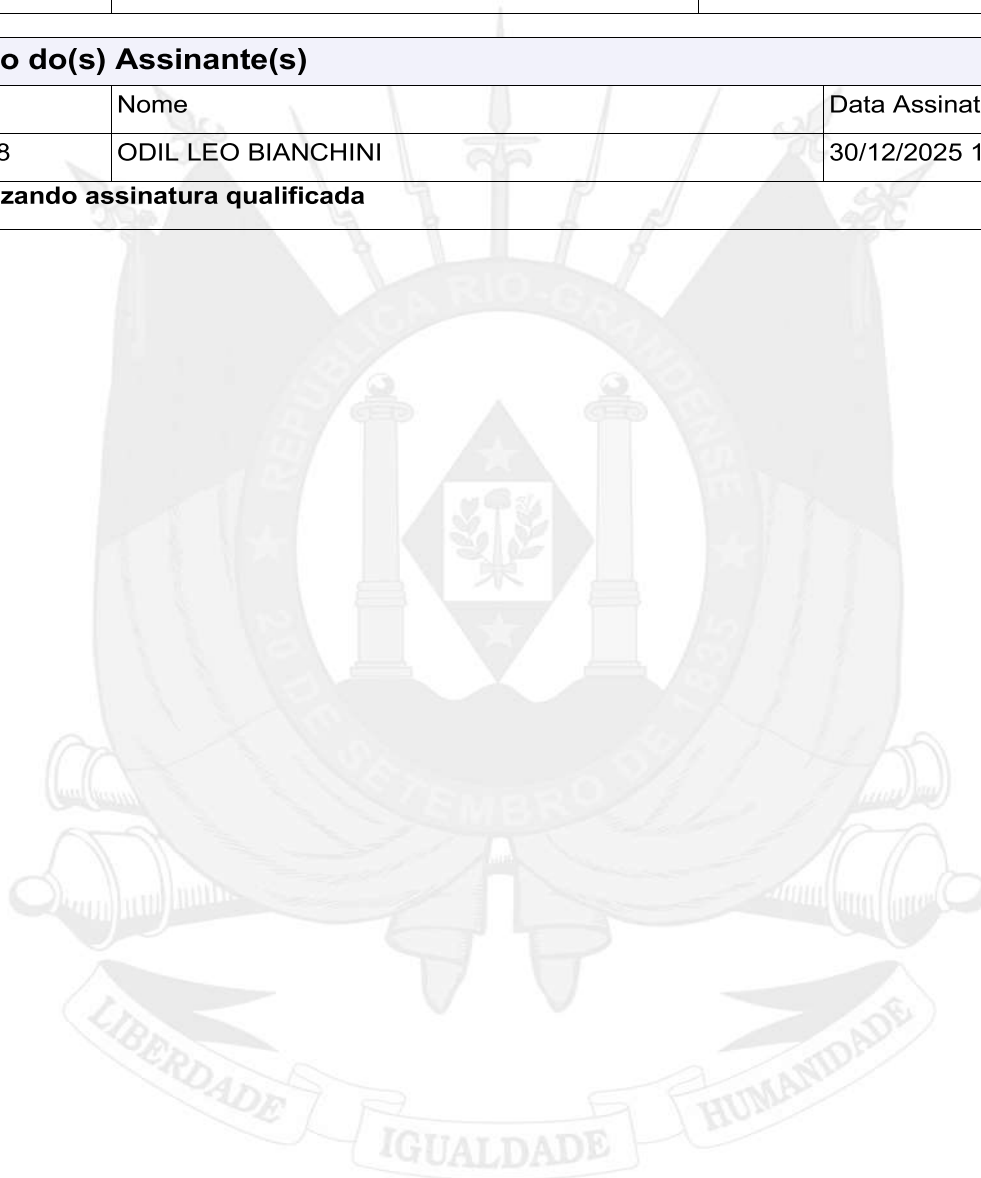 o do(s) Assinante(s)
Nome Data Assinat
8 ODIL LEO BIANCHINI 30/12/2025 1
zando assinatura qualificada
REPUBLICA RIO-GRANDENSE
20 DE SETEMBRO DE 1835
LIBERDADE
IGUALDADE
HUMANIDADE